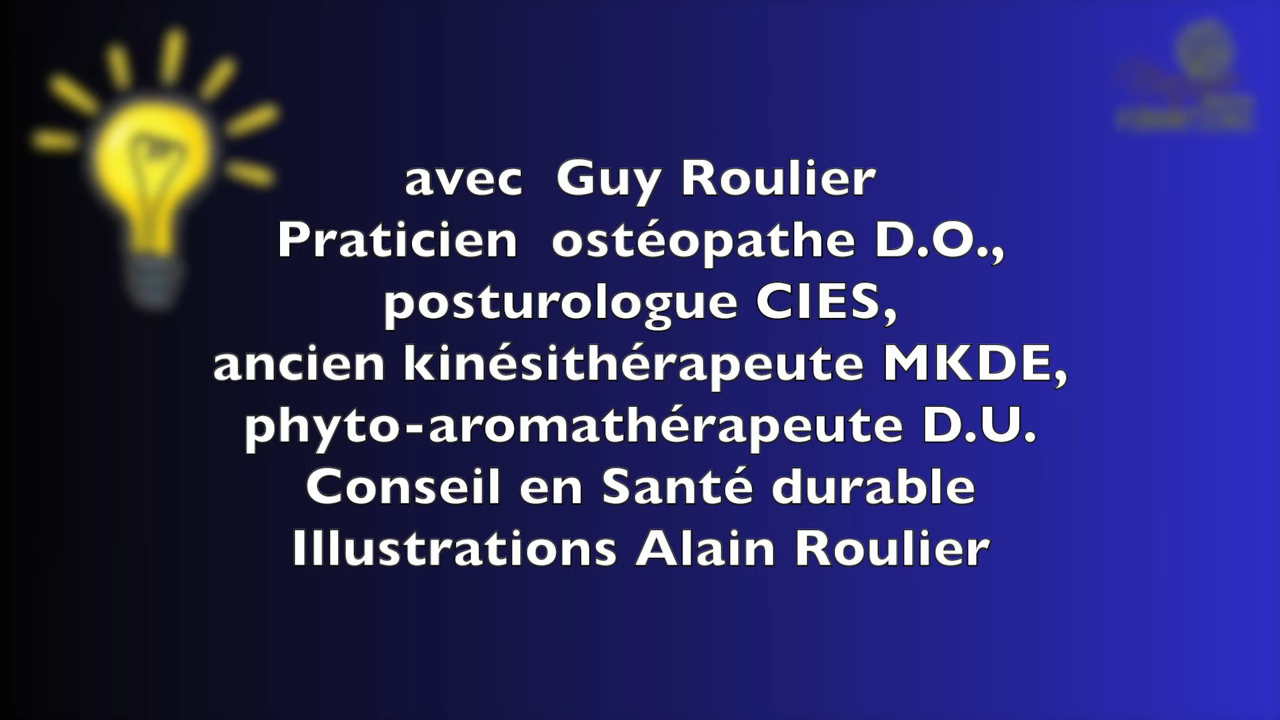 avec  Guy Roulier
Praticien  ostéopathe D.O.,
posturologue CIES,
ancien kinésithérapeute MKDE,
phyto-aromathérapeute D.U.
Conseil en Santé durable
Illustrations Alain Roulier